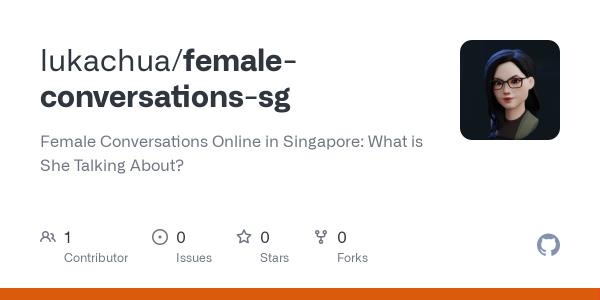 lukachua/female-
conversations-sg
Female Conversations Online in Singapore: What is
She Talking About?
1
Contributor
0
Issues
0
Stars
0
Forks